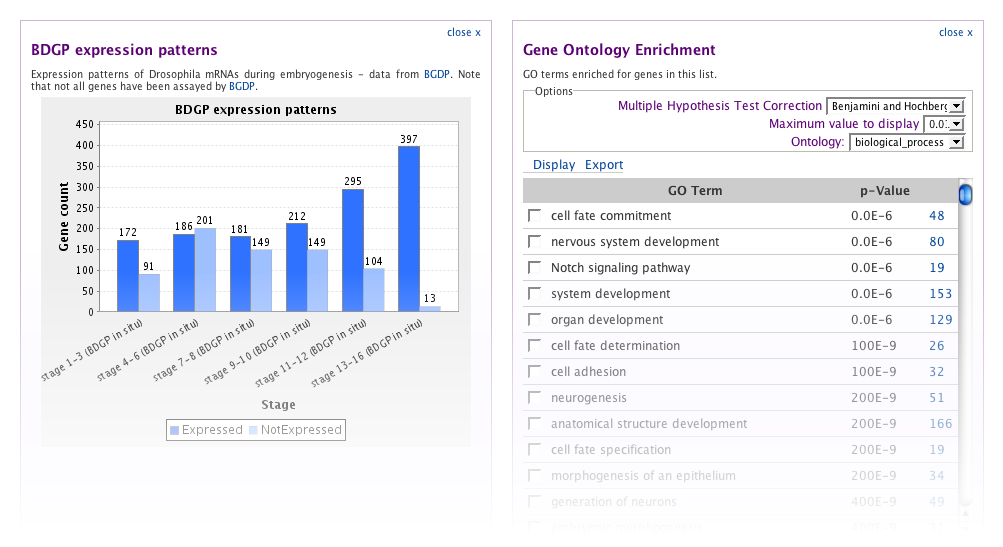 close x
BDGP expression patterns
Expression patterns of Drosophila mRNAs during embryogenesis - data from BGDP. Note
that not all genes have been assayed by BGDP.
BDGP expression patterns
Gene count
450
400
350
300
250
200
150
100
50
0
172
91
186
201
181
149
212
149
295
104
397
13
stage 1-3 (BDGP in situ)
stage 4-6 (BDGP in situ)
stage 7-8 (BDGP in situ)
stage 9-10 (BDGP in situ)
stage 11-12 (BDGP in situ)
stage 13-16 (BDGP in situ)
Stage
Expressed NotExpressed
close x
Gene Ontology Enrichment
GO terms enriched for genes in this list.
Options
Multiple Hypothesis Test Correction Benjamini and Hochberg
Maximum value to display
Ontology: biological_process
Display Export
GO Term p-Value
cell fate commitment 0.0E-6 48
nervous system development 0.0E-6 80
Notch signaling pathway 0.0E-6 19
system development 0.0E-6 153
organ development 0.0E-6 129
cell fate determination 100E-9 26
cell adhesion 100E-9 32
neurogenesis 200E-9 51
anatomical structure development 200E-9 166
cell fate specification 200E-9 19
morphogenesis of an epithelium 200E-9 34
generation of neurons 400E-9 49